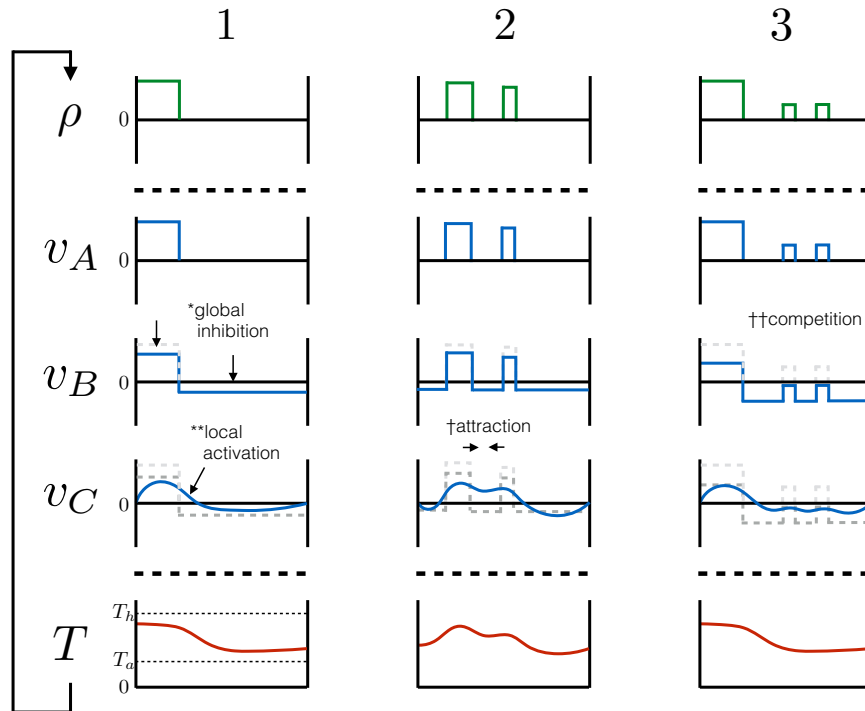 1 2 3
ρ 0
v_A 0
*global
inhibition
††competition
v_B 0
**local
activation
†attraction
v_C 0
T_h
T
T_a
0